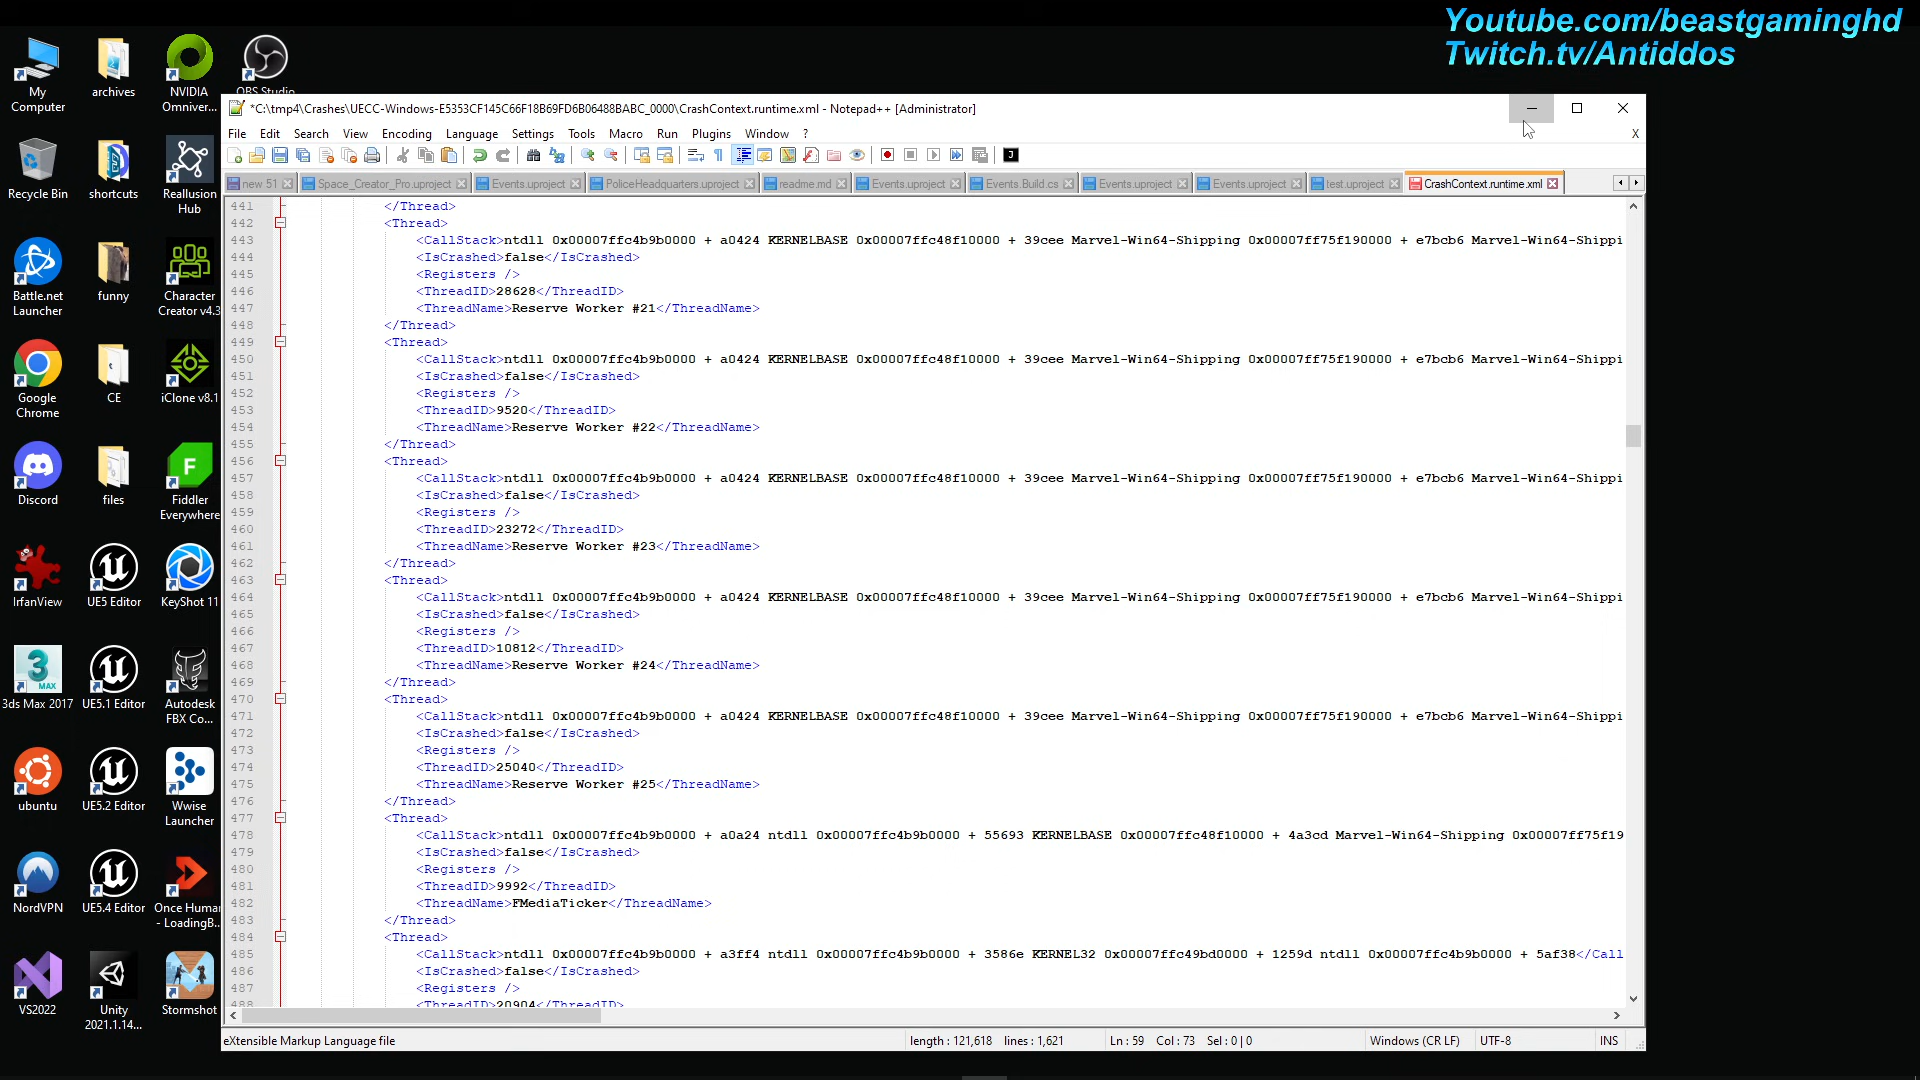 Youtube.com/beastgaminghd
Twitch.tv/Antiddos
My Computer
archives
NVIDIA Omniver...
OBS Studio
Recycle Bin
shortcuts
Reallusion Hub
Battle.net Launcher
funny
Character Creator v4.3
Google Chrome
CE
iClone v8.1
Discord
files
Fiddler Everywhere
IrfanView
UE5 Editor
KeyShot 11
3ds Max 2017
UE5.1 Editor
Autodesk FBX Co...
ubuntu
UE5.2 Editor
Wwise Launcher
NordVPN
UE5.4 Editor
Once Human - LoadingB...
VS2022
Unity 2021.1.14...
Stormshot
*C:\tmp4\Crashes\UECC-Windows-E5353CF145C66F18B69FD6B06488BABC_0000\CrashContext.runtime.xml - Notepad++ [Administrator]
File Edit Search View Encoding Language Settings Tools Macro Run Plugins Window ? X
new 51 Space_Creator_Pro.uproject Events.uproject PoliceHeadquarters.uproject readme.md Events.uproject Events.Build.cs Events.uproject Events.uproject test.uproject CrashContext.runtime.xml
441 </Thread>
442 <Thread>
443 <CallStack>ntdll 0x00007ffc4b9b0000 + a0424 KERNELBASE 0x00007ffc48f10000 + 39cee Marvel-Win64-Shipping 0x00007ff75f190000 + e7bcb6 Marvel-Win64-Shippi
444 <IsCrashed>false</IsCrashed>
445 <Registers />
446 <ThreadID>28628</ThreadID>
447 <ThreadName>Reserve Worker #21</ThreadName>
448 </Thread>
449 <Thread>
450 <CallStack>ntdll 0x00007ffc4b9b0000 + a0424 KERNELBASE 0x00007ffc48f10000 + 39cee Marvel-Win64-Shipping 0x00007ff75f190000 + e7bcb6 Marvel-Win64-Shippi
451 <IsCrashed>false</IsCrashed>
452 <Registers />
453 <ThreadID>9520</ThreadID>
454 <ThreadName>Reserve Worker #22</ThreadName>
455 </Thread>
456 <Thread>
457 <CallStack>ntdll 0x00007ffc4b9b0000 + a0424 KERNELBASE 0x00007ffc48f10000 + 39cee Marvel-Win64-Shipping 0x00007ff75f190000 + e7bcb6 Marvel-Win64-Shippi
458 <IsCrashed>false</IsCrashed>
459 <Registers />
460 <ThreadID>23272</ThreadID>
461 <ThreadName>Reserve Worker #23</ThreadName>
462 </Thread>
463 <Thread>
464 <CallStack>ntdll 0x00007ffc4b9b0000 + a0424 KERNELBASE 0x00007ffc48f10000 + 39cee Marvel-Win64-Shipping 0x00007ff75f190000 + e7bcb6 Marvel-Win64-Shippi
465 <IsCrashed>false</IsCrashed>
466 <Registers />
467 <ThreadID>10812</ThreadID>
468 <ThreadName>Reserve Worker #24</ThreadName>
469 </Thread>
470 <Thread>
471 <CallStack>ntdll 0x00007ffc4b9b0000 + a0424 KERNELBASE 0x00007ffc48f10000 + 39cee Marvel-Win64-Shipping 0x00007ff75f190000 + e7bcb6 Marvel-Win64-Shippi
472 <IsCrashed>false</IsCrashed>
473 <Registers />
474 <ThreadID>25040</ThreadID>
475 <ThreadName>Reserve Worker #25</ThreadName>
476 </Thread>
477 <Thread>
478 <CallStack>ntdll 0x00007ffc4b9b0000 + a0a24 ntdll 0x00007ffc4b9b0000 + 55693 KERNELBASE 0x00007ffc48f10000 + 4a3cd Marvel-Win64-Shipping 0x00007ff75f19
479 <IsCrashed>false</IsCrashed>
480 <Registers />
481 <ThreadID>9992</ThreadID>
482 <ThreadName>FMediaTicker</ThreadName>
483 </Thread>
484 <Thread>
485 <CallStack>ntdll 0x00007ffc4b9b0000 + a3ff4 ntdll 0x00007ffc4b9b0000 + 3586e KERNEL32 0x00007ffc49bd0000 + 1259d ntdll 0x00007ffc4b9b0000 + 5af38</Call
486 <IsCrashed>false</IsCrashed>
487 <Registers />
488 <ThreadID>20904</ThreadID>
eXtensible Markup Language file length : 121,618 lines : 1,621 Ln : 59 Col : 73 Sel : 0 | 0 Windows (CR LF) UTF-8 INS